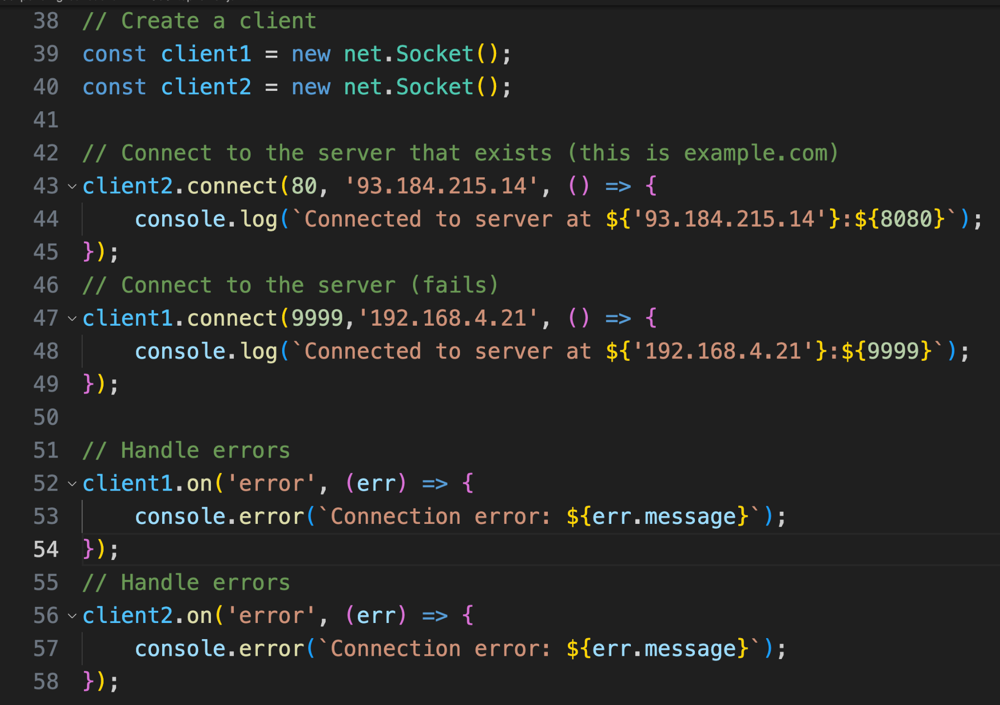 38 // Create a client
39 const client1 = new net.Socket();
40 const client2 = new net.Socket();
41
42 // Connect to the server that exists (this is example.com)
43 client2.connect(80, '93.184.215.14', () => {
44     console.log(`Connected to server at ${'93.184.215.14'}:${8080}`);
45 });
46 // Connect to the server (fails)
47 client1.connect(9999,'192.168.4.21', () => {
48     console.log(`Connected to server at ${'192.168.4.21'}:${9999}`);
49 });
50
51 // Handle errors
52 client1.on('error', (err) => {
53     console.error(`Connection error: ${err.message}`);
54 });
55 // Handle errors
56 client2.on('error', (err) => {
57     console.error(`Connection error: ${err.message}`);
58 });